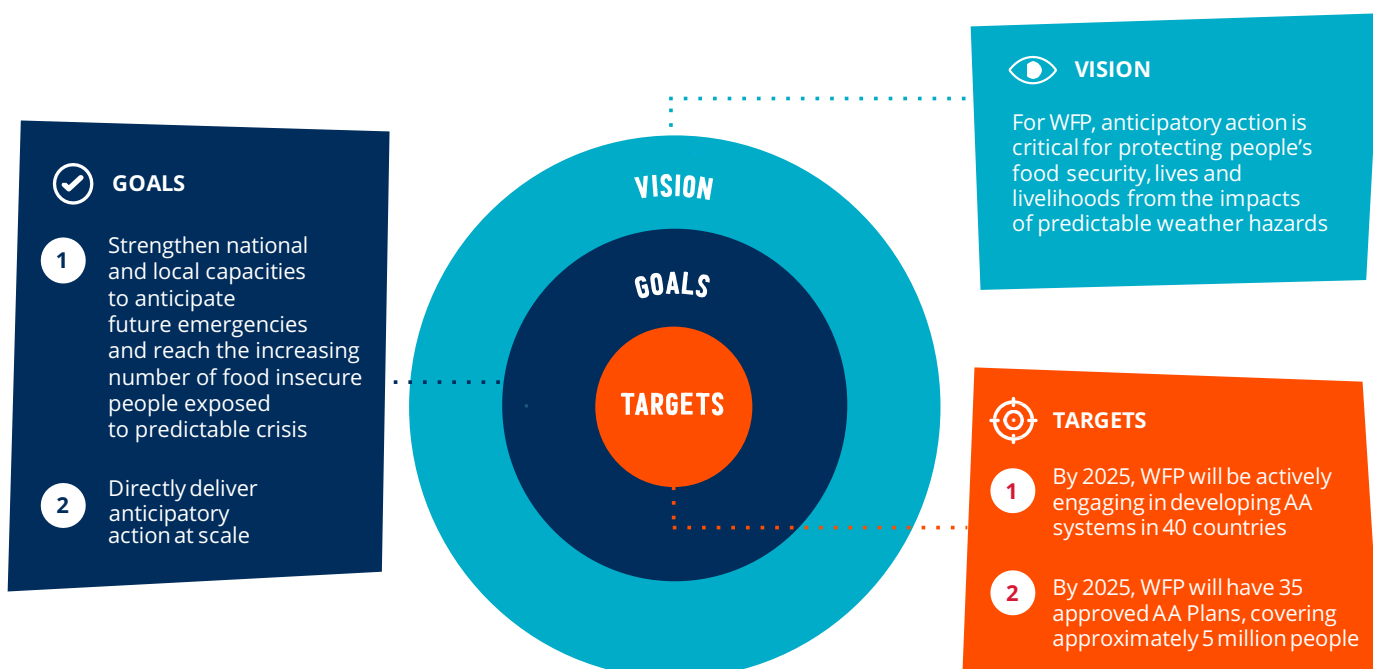 VISION
For WFP, anticipatory action is
critical for protecting people's
food security, lives and
livelihoods from the impacts
of predictable weather hazards
GOALS
1
Strengthen national
and local capacities
to anticipate
future emergencies
and reach the increasing
number of food insecure
people exposed
to predictable crisis
2
Directly deliver
anticipatory
action at scale
VISION
GOALS
TARGETS
TARGETS
1
By 2025, WFP will be actively
engaging in developing AA
systems in 40 countries
2
By 2025, WFP will have 35
approved AA Plans, covering
approximately 5 million people